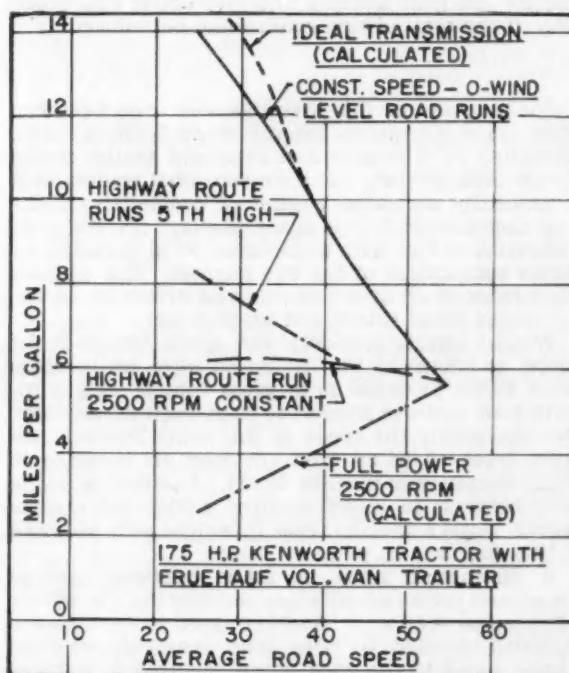 14
12
10
8
6
4
2
0
MILES PER GALLON
IDEAL TRANSMISSION
(CALCULATED)
CONST. SPEED - O-WIND
LEVEL ROAD RUNS
HIGHWAY ROUTE
RUNS 5TH HIGH
HIGHWAY ROUTE RUN
2500 RPM CONSTANT
FULL POWER
2500 RPM
(CALCULATED)
175 H.P. KENWORTH TRACTOR WITH
FRUEHAUF VOL. VAN TRAILER
10 20 30 40 50 60
AVERAGE ROAD SPEED